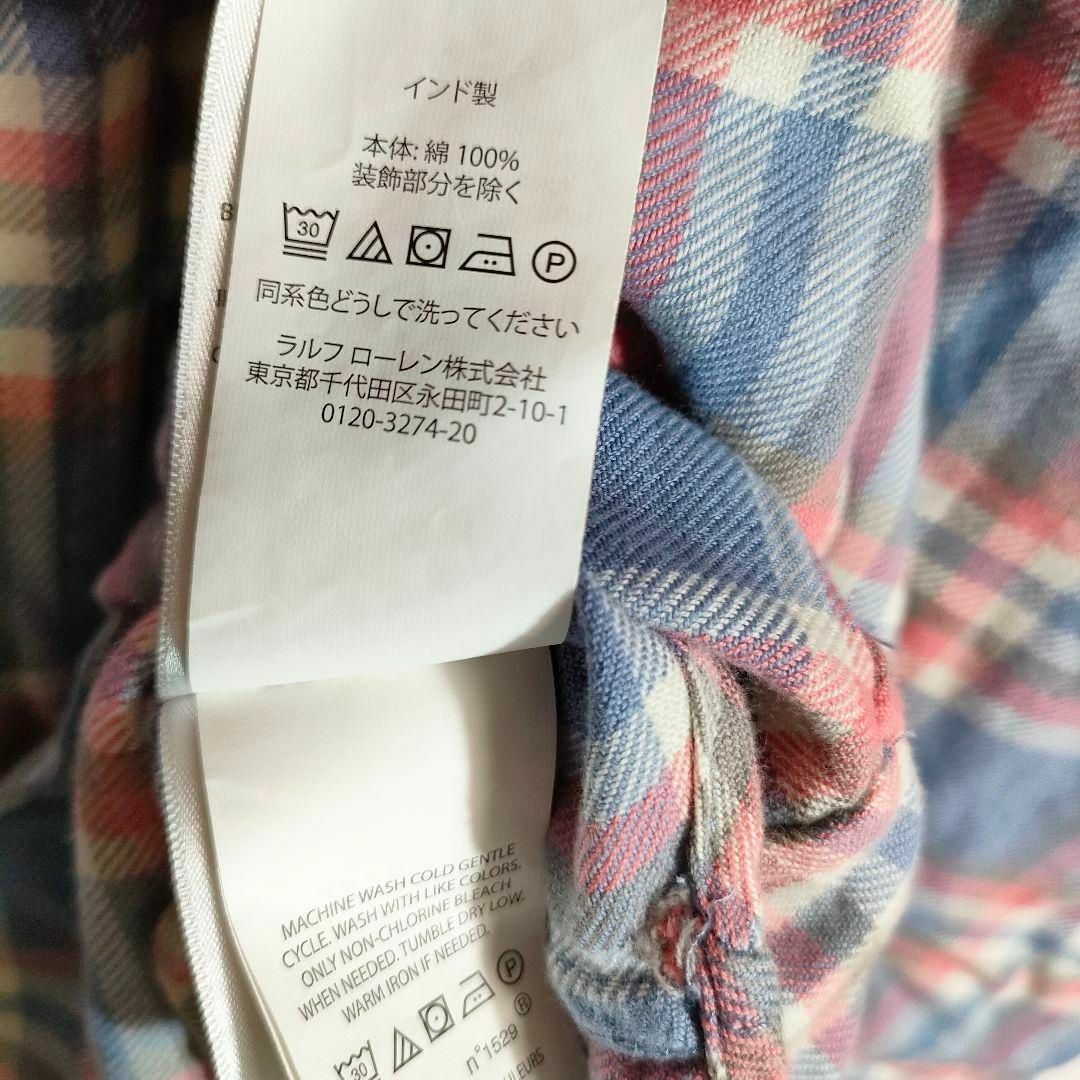 インド製
本体: 綿 100%
装飾部分を除く
30
P
同系色どうしで洗ってください
ラルフ ローレン株式会社
東京都千代田区永田町2-10-1
0120-3274-20
B
MACHINE WASH COLD GENTLE
CYCLE. WASH WITH LIKE COLORS.
ONLY NON-CHLORINE BLEACH
WHEN NEEDED. TUMBLE DRY LOW.
WARM IRON IF NEEDED.
30
P
®
n°1529